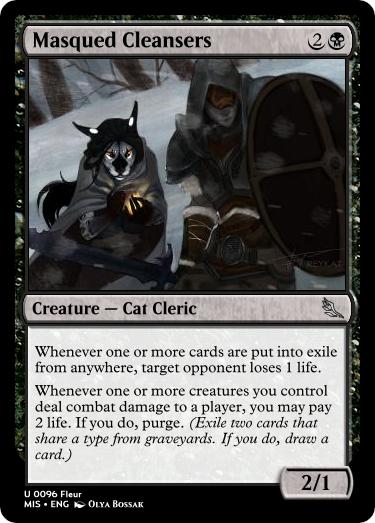 Masqued Cleansers 2
Creature — Cat Cleric
Whenever one or more cards are put into exile
from anywhere, target opponent loses 1 life.
Whenever one or more creatures you control
deal combat damage to a player, you may pay
2 life. If you do, purge. (Exile two cards that
share a type from graveyards. If you do, draw a
card.)
2/1
U 0096 Fleur
MIS • ENG Olya Bossak